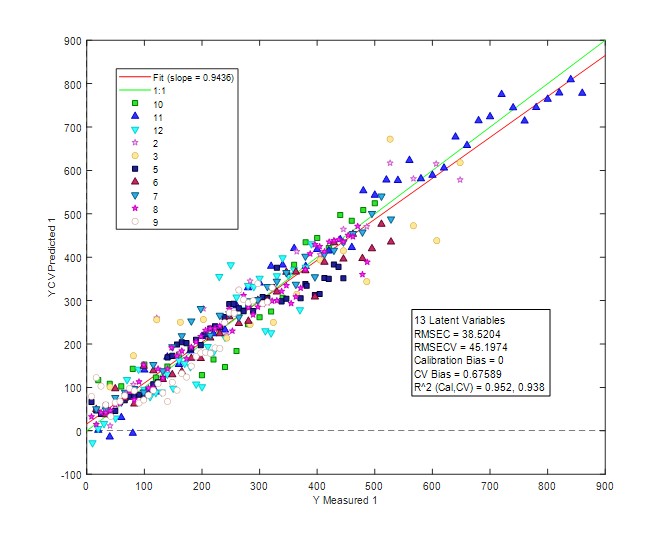 900
800
700
600
500
400
300
200
100
0
-100
Y CV Predicted 1
Fit (slope = 0.9436)
1:1
10
11
12
2
3
5
6
7
8
9
13 Latent Variables
RMSEC = 38.5204
RMSECV = 45.1974
Calibration Bias = 0
CV Bias = 0.67589
R^2 (Cal,CV) = 0.952, 0.938
0 100 200 300 400 500 600 700 800 900
Y Measured 1